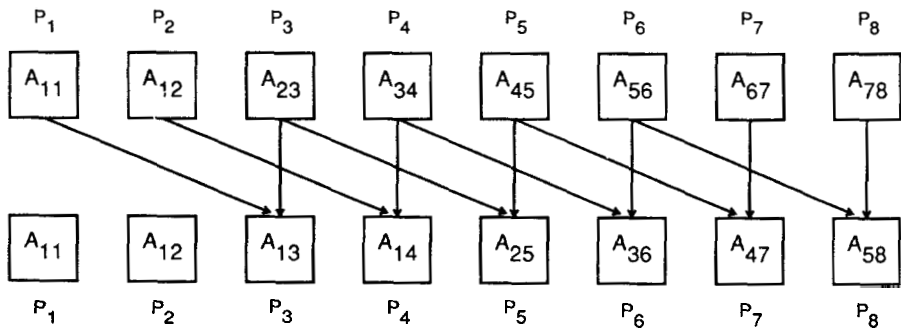 P1 P2 P3 P4 P5 P6 P7 P8
A11 A12 A23 A34 A45 A56 A67 A78
A11 A12 A13 A14 A25 A36 A47 A58
P1 P2 P3 P4 P5 P6 P7 P8